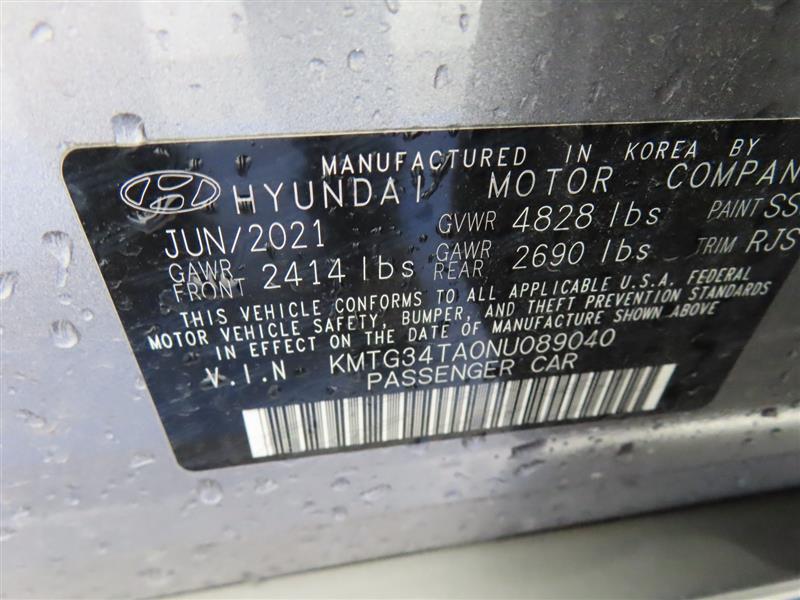 MANUFACTURED IN KOREA BY
HYUNDAI MOTOR COMPAN
JUN/2021 GVWR 4828 lbs PAINT SS
GAWR FRONT 2414 lbs GAWR REAR 2690 lbs TRIM RJS
THIS VEHICLE CONFORMS TO ALL APPLICABLE U.S.A. FEDERAL
MOTOR VEHICLE SAFETY, BUMPER, AND THEFT PREVENTION STANDARDS
IN EFFECT ON THE DATE OF MANUFACTURE SHOWN ABOVE
V.I.N KMTG34TA0NU089040
PASSENGER CAR